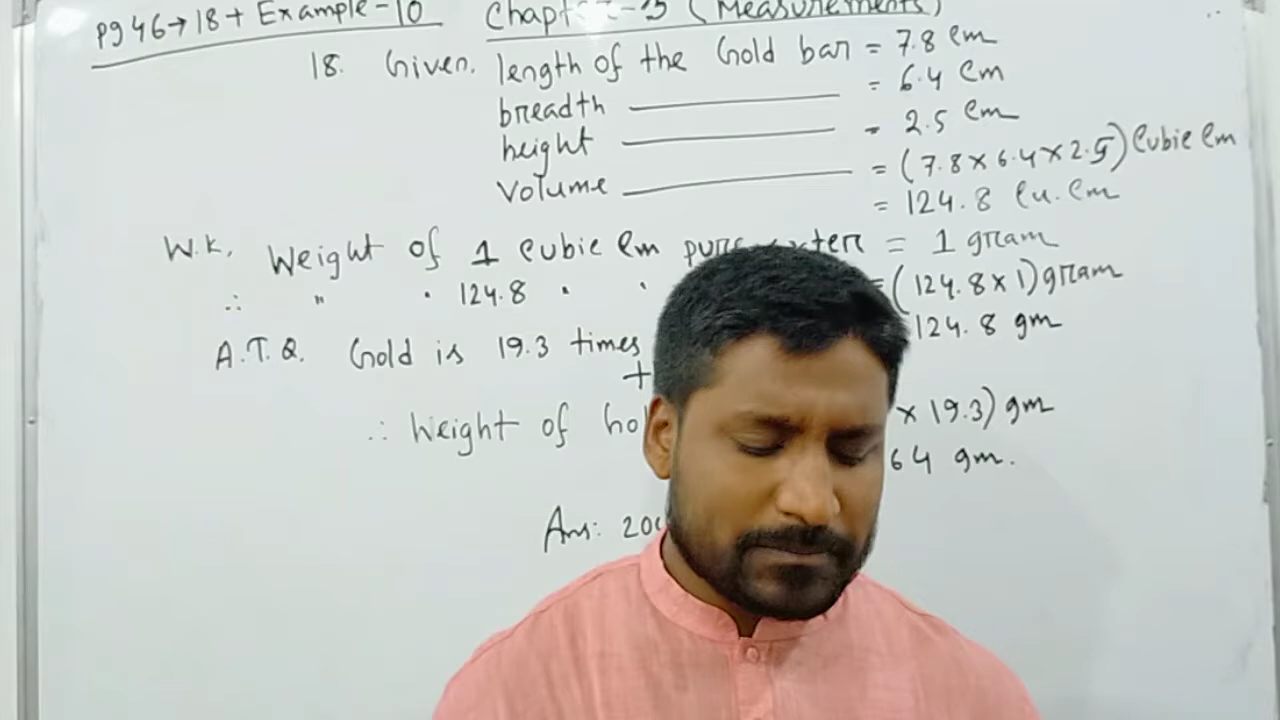 Pg 46→18+ Example-10
Chapter-3 (Measurements)
18. Given, length of the Gold bar = 7.8 cm
breadth = 6.4 cm
height = 2.5 cm
volume = (7.8 × 6.4 × 2.5) cubic cm
= 124.8 cu. cm
W.K, Weight of 1 cubic cm pure = 1 gram
∴ " . 124.8 . . =(124.8×1)gram
124.8 gm
A.T.Q. Gold is 19.3 times
∴ Weight of × 19.3) gm
64 gm.
Ans: